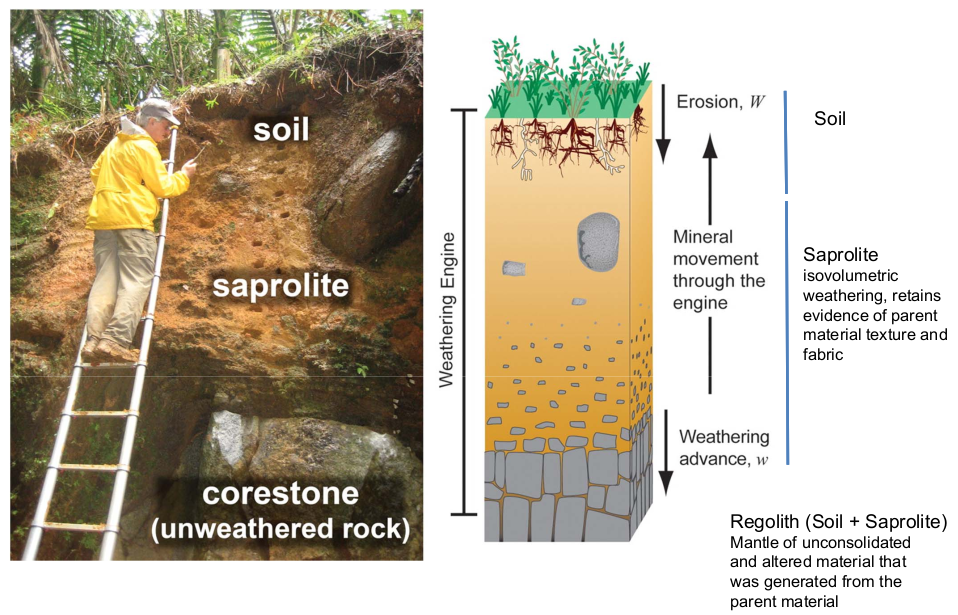 soil
saprolite
corestone
(unweathered rock)
Weathering Engine
Erosion, W
Mineral
movement
through the
engine
Weathering
advance, w
Soil
Saprolite
isovolumetric
weathering, retains
evidence of parent
material texture and
fabric
Regolith (Soil + Saprolite)
Mantle of unconsolidated
and altered material that
was generated from the
parent material